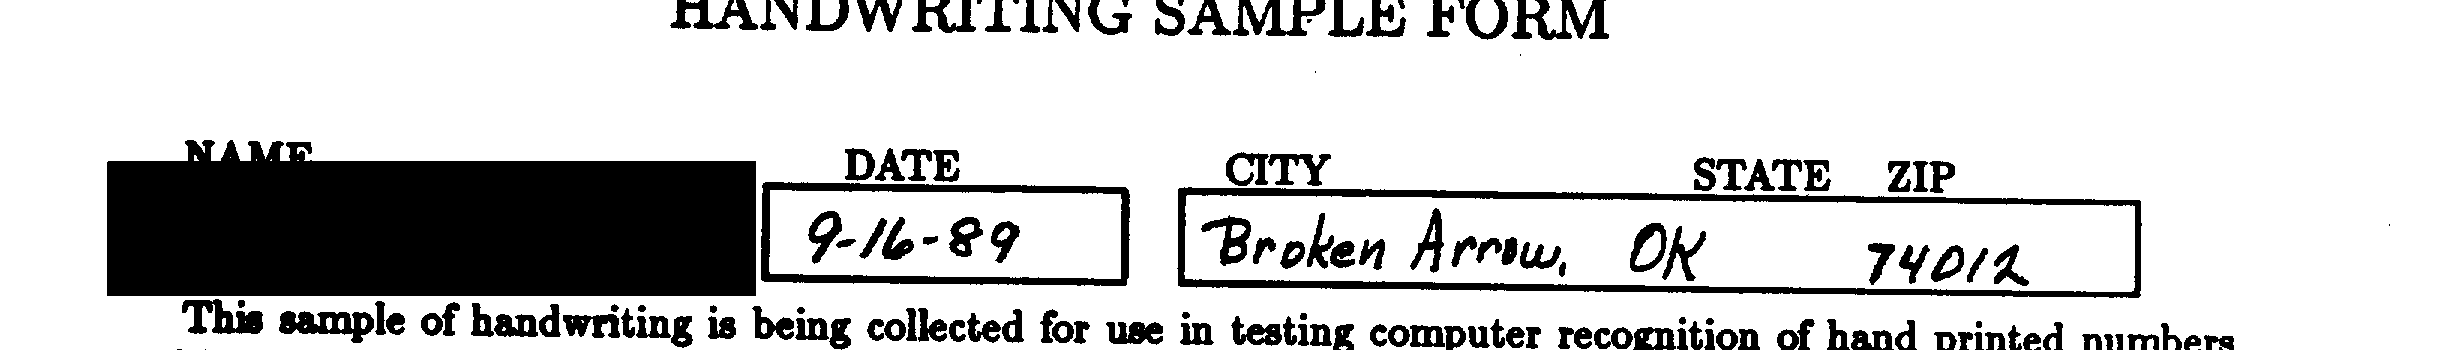 HANDWRITING SAMPLE FORM
NAME DATE CITY STATE ZIP
9-16-89 Broken Arrow, OK 74012
This sample of handwriting is being collected for use in testing computer recognition of hand printed numbers